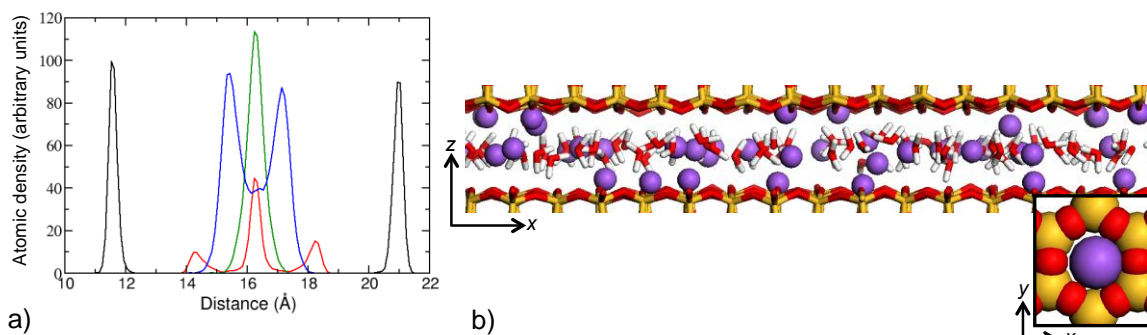 Atomic density (arbitrary units)
120
100
80
60
40
20
0
10 12 14 16 18 20 22
Distance (Å)
a)
b)
z
x
y
x